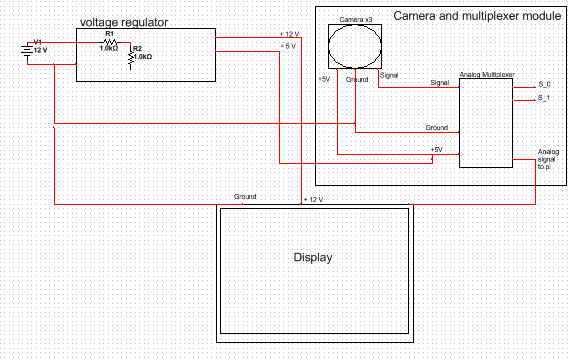 voltage regulator
Camera and multiplexer module
Camera x3
R1
1.0kΩ
R2
1.0kΩ
V1
12 V
+ 12 V
+ 5 V
+5V
Ground
Signal
Signal
Analog Multiplexer
S_0
S_1
Ground
+5V
Analog
signal
to pi
Ground
+ 12 V
Display